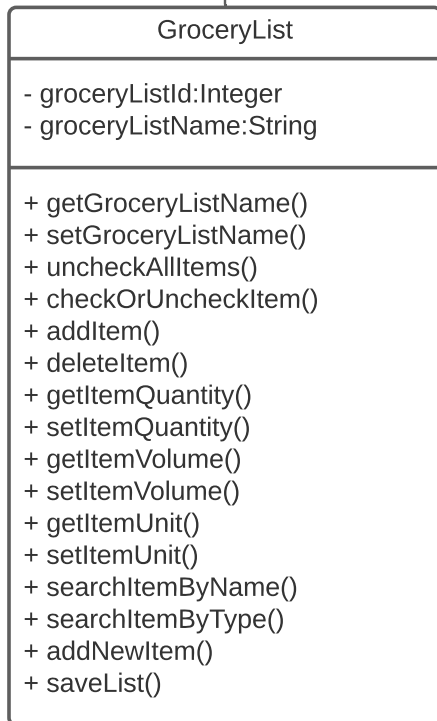 GroceryList
- groceryListId:Integer
- groceryListName:String
+ getGroceryListName()
+ setGroceryListName()
+ uncheckAllItems()
+ checkOrUncheckItem()
+ addItem()
+ deleteItem()
+ getItemQuantity()
+ setItemQuantity()
+ getItemVolume()
+ setItemVolume()
+ getItemUnit()
+ setItemUnit()
+ searchItemByName()
+ searchItemByType()
+ addNewItem()
+ saveList()